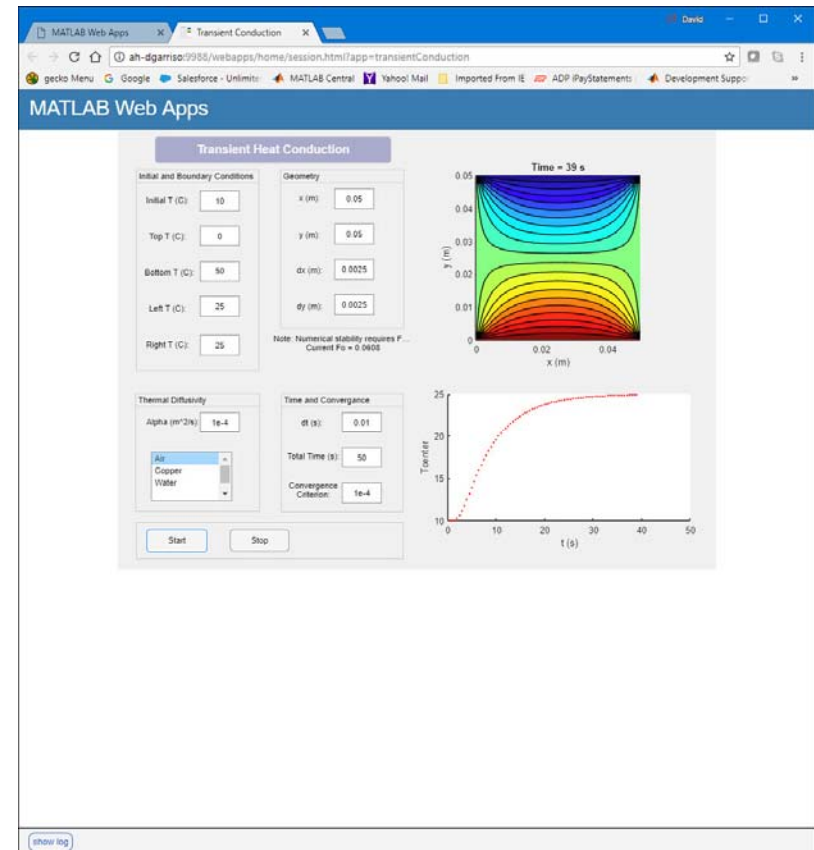 David
MATLAB Web Apps
Transient Conduction
ah-dgarriso:9988/webapps/home/session.html?app=transientConduction
gecko Menu Google Salesforce - Unlimite MATLAB Central Yahoo! Mail Imported From IE ADP iPayStatements Development Suppo
MATLAB Web Apps
Transient Heat Conduction
Initial and Boundary Conditions
Initial T (C): 10
Top T (C): 0
Bottom T (C): 50
Left T (C): 25
Right T (C): 25
Geometry
x (m): 0.05
y (m): 0.05
dx (m): 0.0025
dy (m): 0.0025
Note: Numerical stability requires F...
Current Fo = 0.0608
Time = 39 s
0.05
0.04
0.03
0.02
0.01
0
y (m)
0 0.02 0.04
x (m)
Thermal Diffusivity
Alpha (m^2/s) 1e-4
Air
Copper
Water
Time and Convergance
dt (s): 0.01
Total Time (s): 50
Convergence
Criterion: 1e-4
Start Stop
25
20
15
10
Tcenter
0 10 20 30 40 50
t (s)
show log